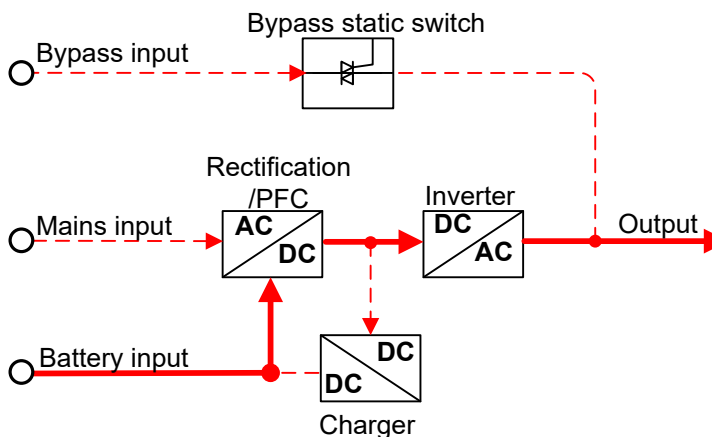 Bypass static switch
Bypass input
Rectification
/PFC
Inverter
Mains input
AC
DC
DC
AC
Output
Battery input
DC
DC
Charger